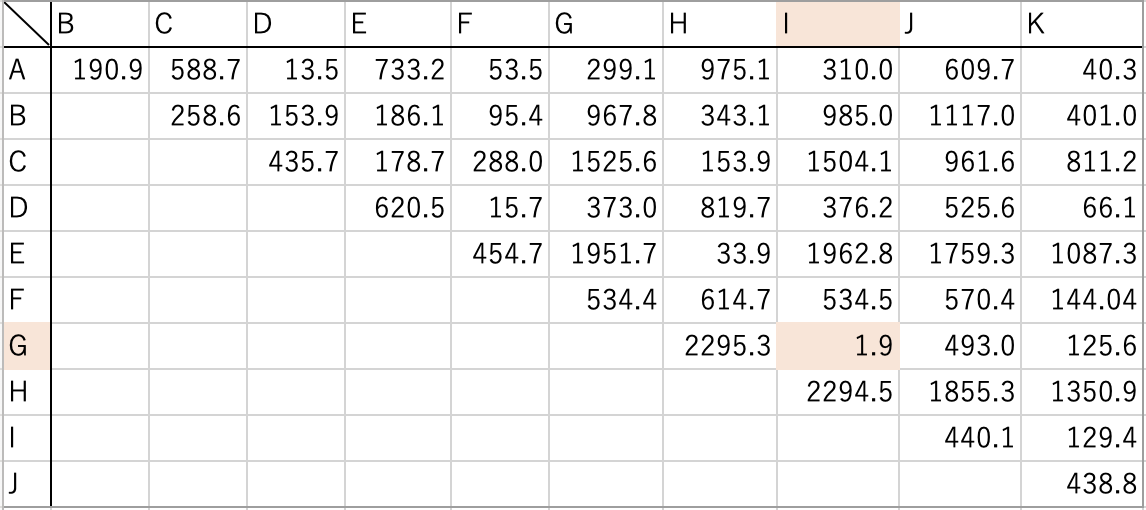 B C D E F G H I J K
A 190.9 588.7 13.5 733.2 53.5 299.1 975.1 310.0 609.7 40.3
B 258.6 153.9 186.1 95.4 967.8 343.1 985.0 1117.0 401.0
C 435.7 178.7 288.0 1525.6 153.9 1504.1 961.6 811.2
D 620.5 15.7 373.0 819.7 376.2 525.6 66.1
E 454.7 1951.7 33.9 1962.8 1759.3 1087.3
F 534.4 614.7 534.5 570.4 144.04
G 2295.3 1.9 493.0 125.6
H 2294.5 1855.3 1350.9
I 440.1 129.4
J 438.8